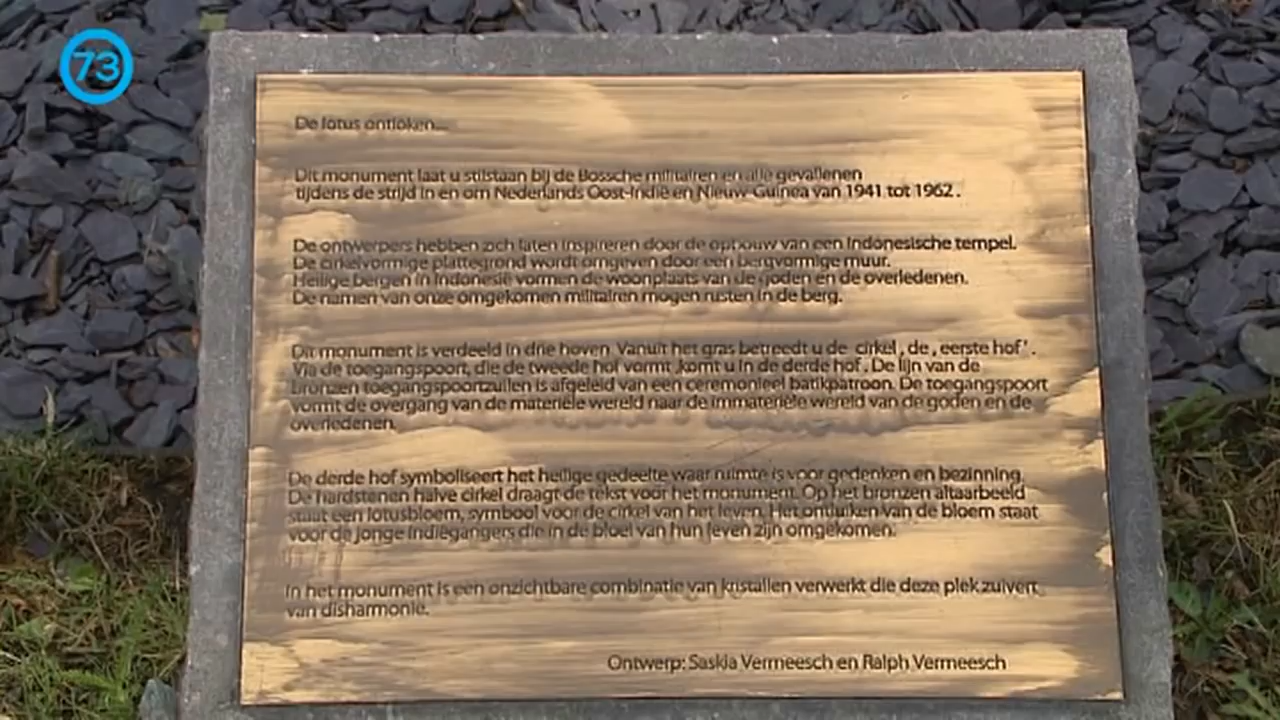 73
De lotus ontloken...
Dit monument laat u stilstaan bij de Bossche militairen en alle gevallenen
tijdens de strijd in en om Nederlands Oost-Indië en Nieuw-Guinea van 1941 tot 1962.
De ontwerpers hebben zich laten inspireren door de opbouw van een Indonesische tempel.
De cirkelvormige plattegrond wordt omgeven door een bergvormige muur.
Heilige bergen in Indonesië vormen de woonplaats van de goden en de overledenen.
De namen van onze omgekomen militairen mogen rusten in de berg.
Dit monument is verdeeld in drie hoven. Vanuit het gras betreedt u de cirkel, de ‚eerste hof’.
Via de toegangspoort, die de tweede hof vormt, komt u in de derde hof. De lijn van de
bronzen toegangspoortzuilen is afgeleid van een ceremonieel batikpatroon. De toegangspoort
vormt de overgang van de materiële wereld naar de immateriële wereld van de goden en de
overledenen.
De derde hof symboliseert het heilige gedeelte waar ruimte is voor gedenken en bezinning.
De hardstenen halve cirkel draagt de tekst voor het monument. Op het bronzen altaarbeeld
staat een lotusbloem, symbool voor de cirkel van het leven. Het ontluiken van de bloem staat
voor de jonge Indiëgangers die in de bloei van hun leven zijn omgekomen.
In het monument is een onzichtbare combinatie van kristallen verwerkt die deze plek zuivert
van disharmonie.
Ontwerp: Saskia Vermeesch en Ralph Vermeesch